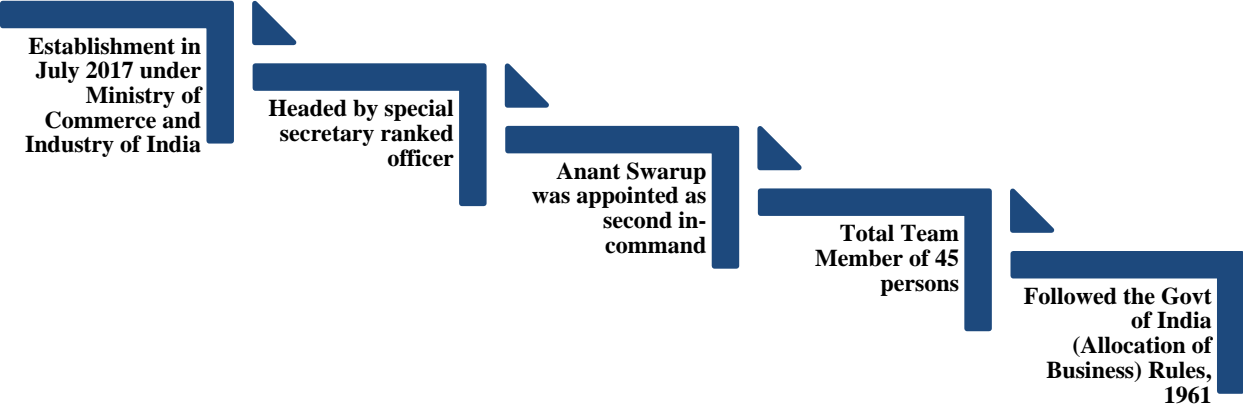 Establishment in
July 2017 under
Ministry of
Commerce and
Industry of India
Headed by special
secretary ranked
officer
Anant Swarup
was appointed as
second in-
command
Total Team
Member of 45
persons
Followed the Govt
of India
(Allocation of
Business) Rules,
1961